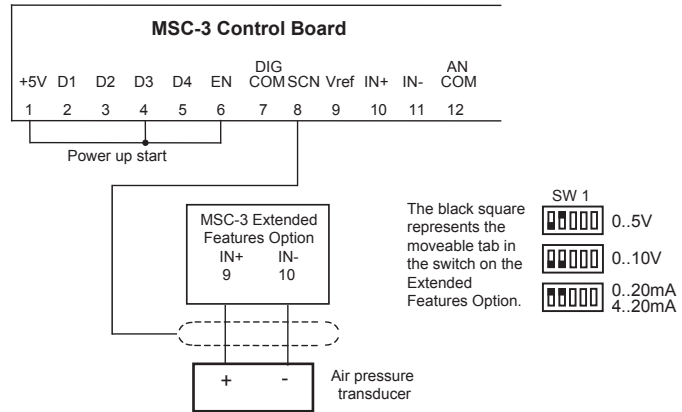 MSC-3 Control Board
+5V D1 D2 D3 D4 EN DIG COM SCN Vref IN+ IN- AN COM
1 2 3 4 5 6 7 8 9 10 11 12
Power up start
MSC-3 Extended
Features Option
IN+ IN-
9 10
+ -
Air pressure
transducer
The black square
represents the
moveable tab in
the switch on the
Extended
Features Option.
SW 1
0..5V
0..10V
0..20mA
4..20mA